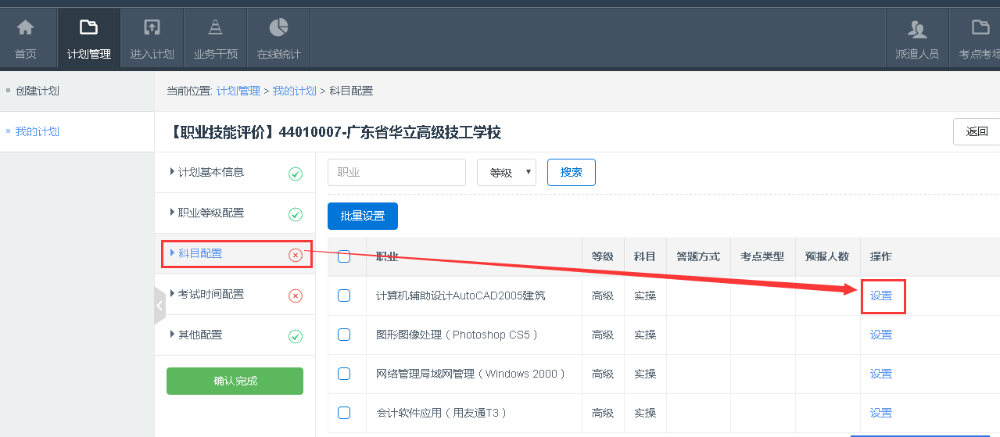 首页
计划管理
进入计划
业务干预
在线统计
派遣人员
考点考场
创建计划
我的计划
当前位置: 计划管理 > 我的计划 > 科目配置
【职业技能评价】44010007-广东省华立高级技工学校
返回
计划基本信息
职业等级配置
科目配置
考试时间配置
其他配置
确认完成
职业 等级 搜索
批量设置
职业 等级 科目 答题方式 考点类型 预报人数 操作
计算机辅助设计AutoCAD2005建筑 高级 实操 设置
图形图像处理（Photoshop CS5） 高级 实操 设置
网络管理局域网管理（Windows 2000） 高级 实操 设置
会计软件应用（用友通T3） 高级 实操 设置